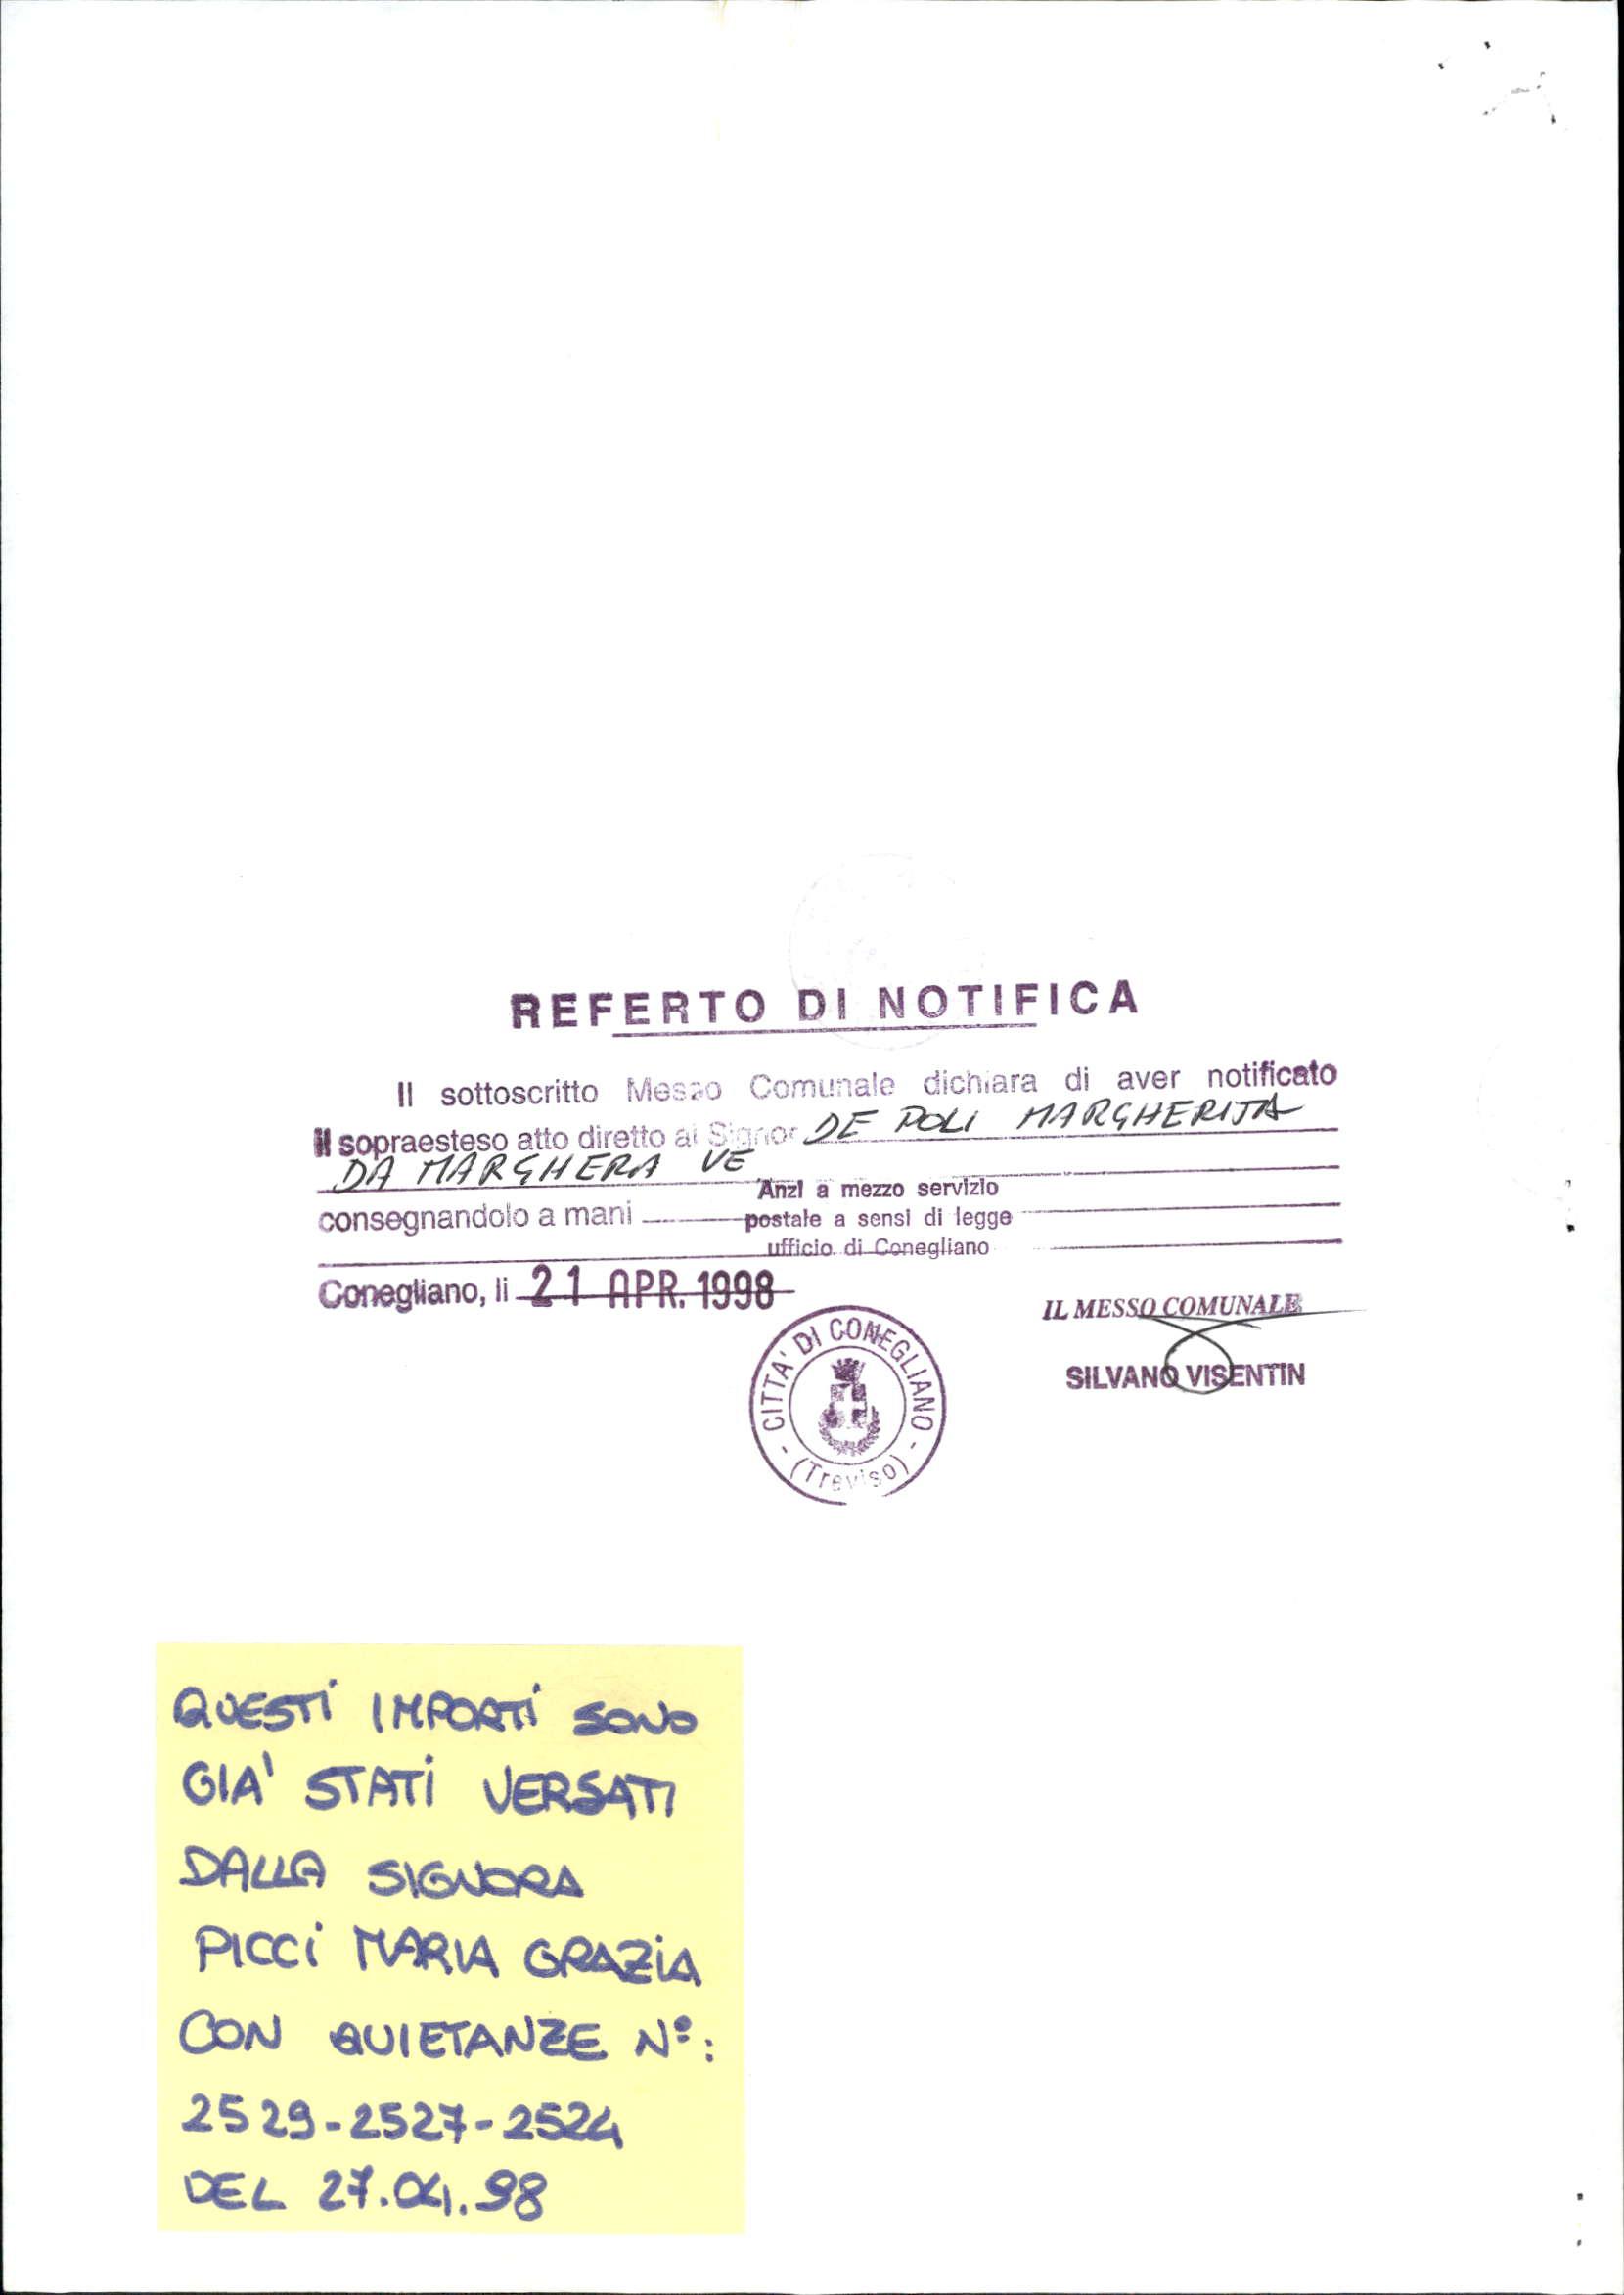 REFERTO DI NOTIFICA
Il sottoscritto Messo Comunale dichiara di aver notificato
il sopraesteso atto diretto al Signor DE POLI MARGHERITA
DA MARGHERA VE
Anzi a mezzo servizio
consegnandolo a mani postale a sensi di legge
ufficio di Conegliano
Conegliano, li 21 APR. 1998
IL MESSO COMUNALE
SILVANO VISENTIN
CITTA' DI CONEGLIANO
(Treviso)
QUESTI IMPORTI SONO
GIA' STATI VERSATI
DALLA SIGNORA
PICCI MARIA GRAZIA
CON QUIETANZE N°:
2529-2527-2524
DEL 27.04.98